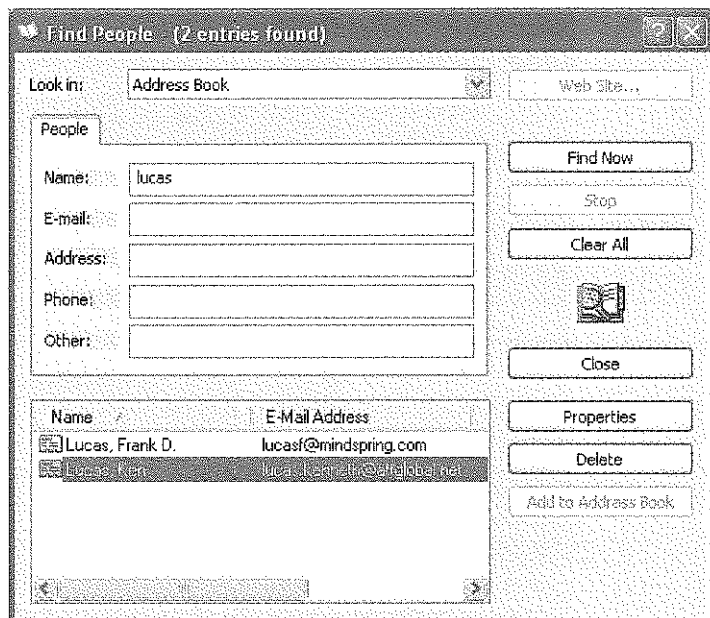 Find People - (2 entries found)
Look in: Address Book
Web Site...
People
Name: lucas
Find Now
E-mail:
Stop
Address:
Clear All
Phone:
Other:
Close
Name E-Mail Address
Properties
Lucas, Frank D. lucasf@mindspring.com
Delete
Lucas, Ken
Add to Address Book